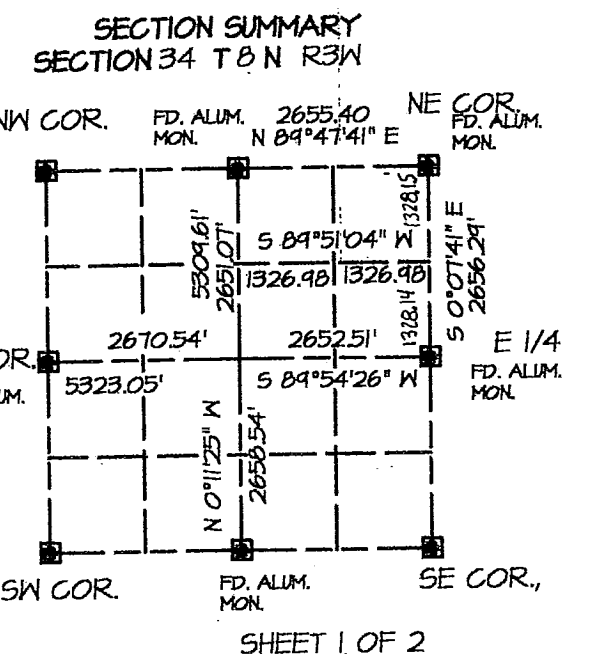 SECTION SUMMARY
SECTION 34 T 8 N R3W
NW COR.
FD. ALUM.
MON.
2655.40
N 89°47'41" E
NE COR.
FD. ALUM.
MON.
1328.15'
5309.61'
2651.07'
S 89°51'04" W
1326.98
1326.98
S 0°07'41" E
2656.29'
1328.14
2670.54'
2652.51'
E 1/4
OR.
5323.05'
S 89°54'26" W
FD. ALUM.
MON.
UM.
N 0°11'25" W
2658.54'
SW COR.
FD. ALUM.
MON.
SE COR.,
SHEET 1 OF 2